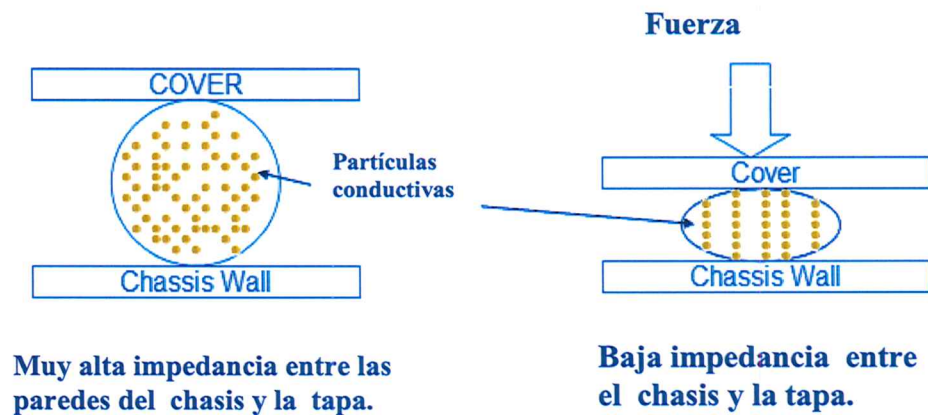 Fuerza
COVER
Cover
Partículas
conductivas
Chassis Wall
Chassis Wall
Muy alta impedancia entre las
paredes del chasis y la tapa.
Baja impedancia entre
el chasis y la tapa.